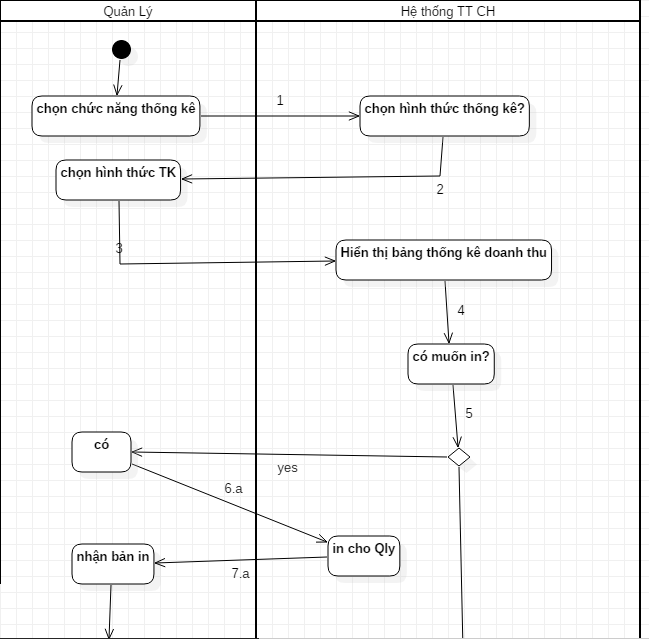 Quản Lý
Hệ thống TT CH
chọn chức năng thống kê
1
chọn hình thức thống kê?
chọn hình thức TK
2
3
Hiển thị bảng thống kê doanh thu
4
có muốn in?
5
có
yes
6.a
in cho Qly
nhận bản in
7.a